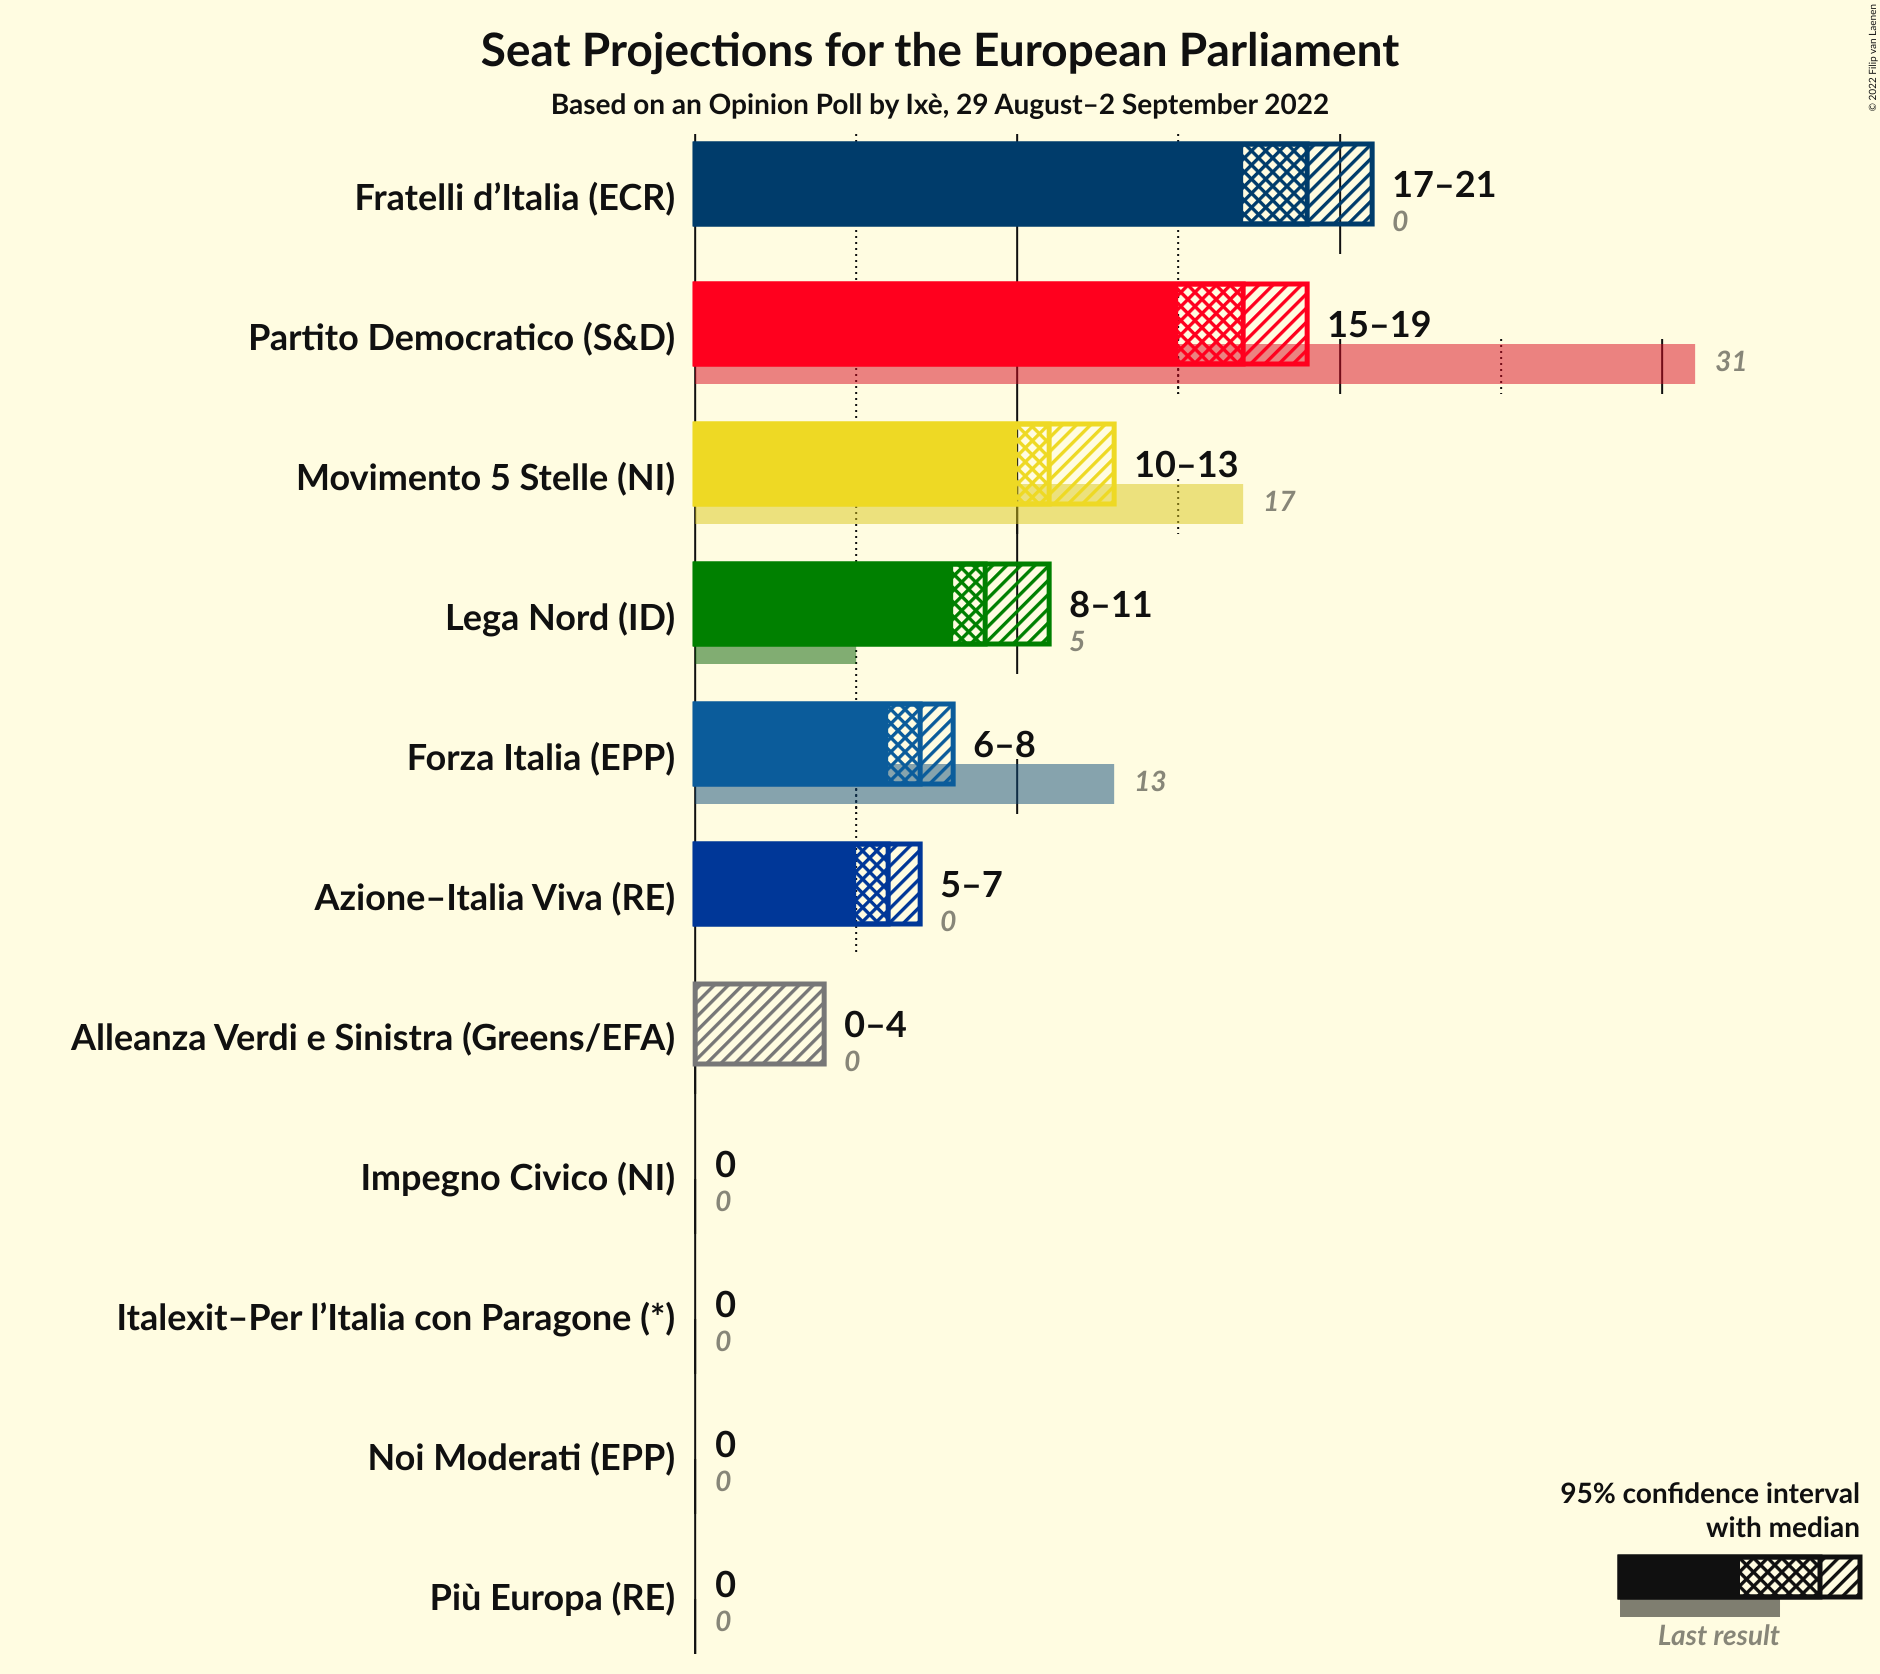 Seat Projections for the European Parliament
Based on an Opinion Poll by Ixè, 29 August–2 September 2022
© 2022 Filip van Laenen
Fratelli d’Italia (ECR)
17–21
0
Partito Democratico (S&D)
15–19
31
Movimento 5 Stelle (NI)
10–13
17
Lega Nord (ID)
8–11
5
Forza Italia (EPP)
6–8
13
Azione–Italia Viva (RE)
5–7
0
Alleanza Verdi e Sinistra (Greens/EFA)
0–4
0
Impegno Civico (NI)
0
0
Italexit–Per l’Italia con Paragone (*)
0
0
Noi Moderati (EPP)
0
0
Più Europa (RE)
0
0
95% confidence interval
with median
Last result